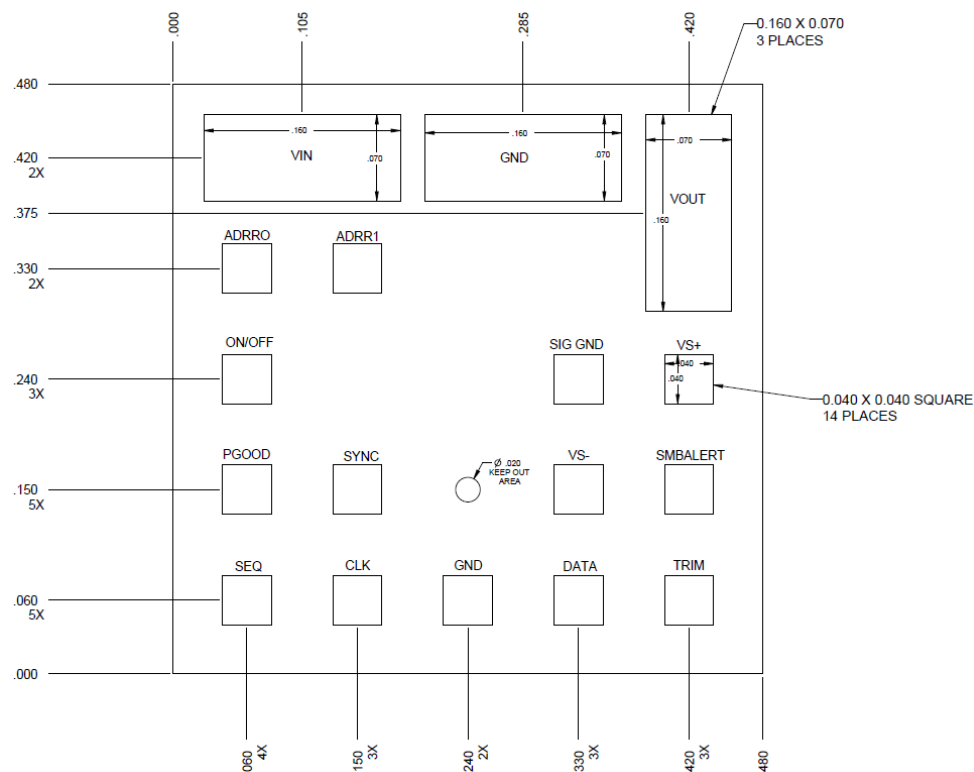 .000
.105
.285
.420
0.160 X 0.070
3 PLACES
.480
.160
.070
VIN
.160
.070
GND
.070
.160
VOUT
.420
2X
.375
ADRRO
ADRR1
.330
2X
ON/OFF
SIG GND
VS+
.040
.040
.240
3X
0.040 X 0.040 SQUARE
14 PLACES
PGOOD
SYNC
Ø .020
KEEP OUT
AREA
VS-
SMBALERT
.150
5X
SEQ
CLK
GND
DATA
TRIM
.060
5X
.000
060
4X
150
3X
240
2X
330
3X
420
3X
480